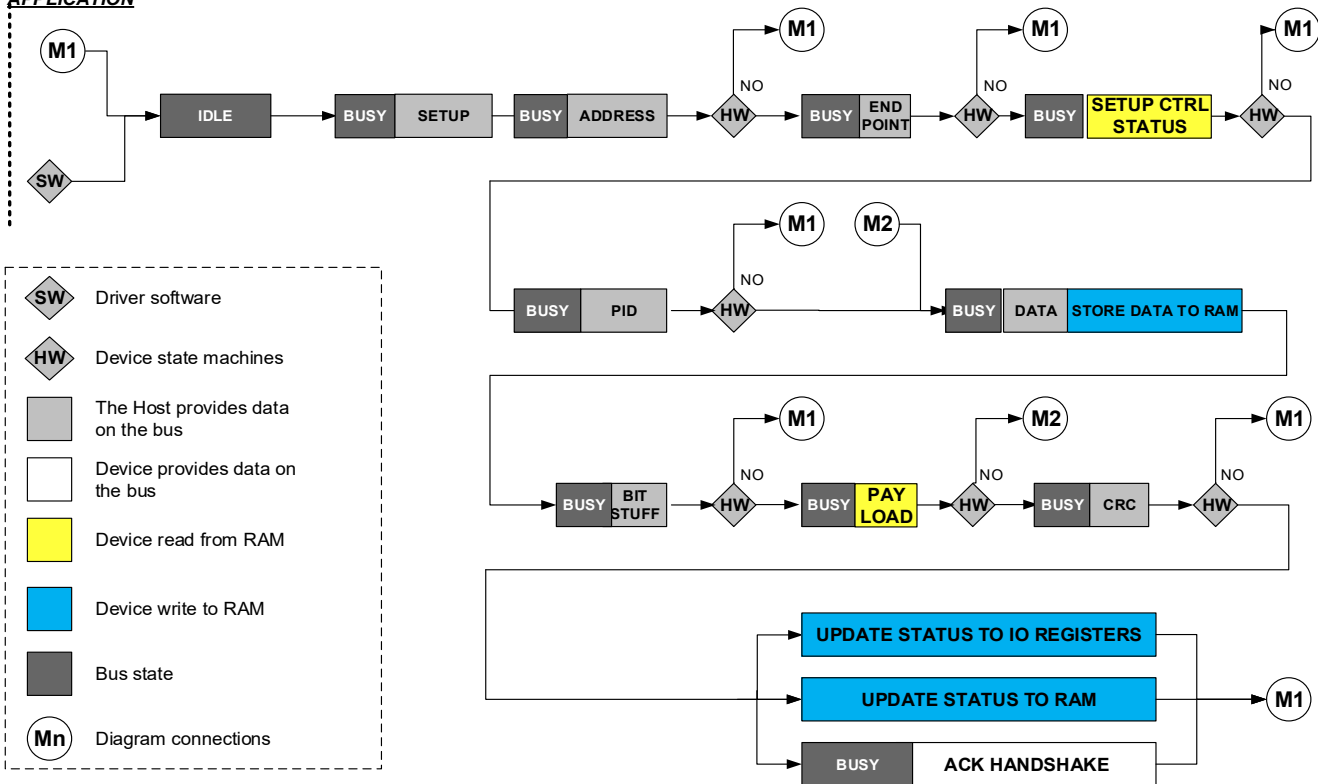 APPLICATION
M1
M1
M1
M1
NO
NO
NO
IDLE
BUSY
SETUP
BUSY
ADDRESS
HW
BUSY
END
POINT
HW
BUSY
SETUP CTRL
STATUS
HW
SW
M1
M2
NO
BUSY
PID
HW
BUSY
DATA
STORE DATA TO RAM
SW
Driver software
HW
Device state machines
The Host provides data
on the bus
Device provides data on
the bus
Device read from RAM
Device write to RAM
Bus state
Mn
Diagram connections
M1
M2
M1
NO
NO
NO
BUSY
BIT
STUFF
HW
BUSY
PAY
LOAD
HW
BUSY
CRC
HW
UPDATE STATUS TO IO REGISTERS
UPDATE STATUS TO RAM
M1
BUSY
ACK HANDSHAKE